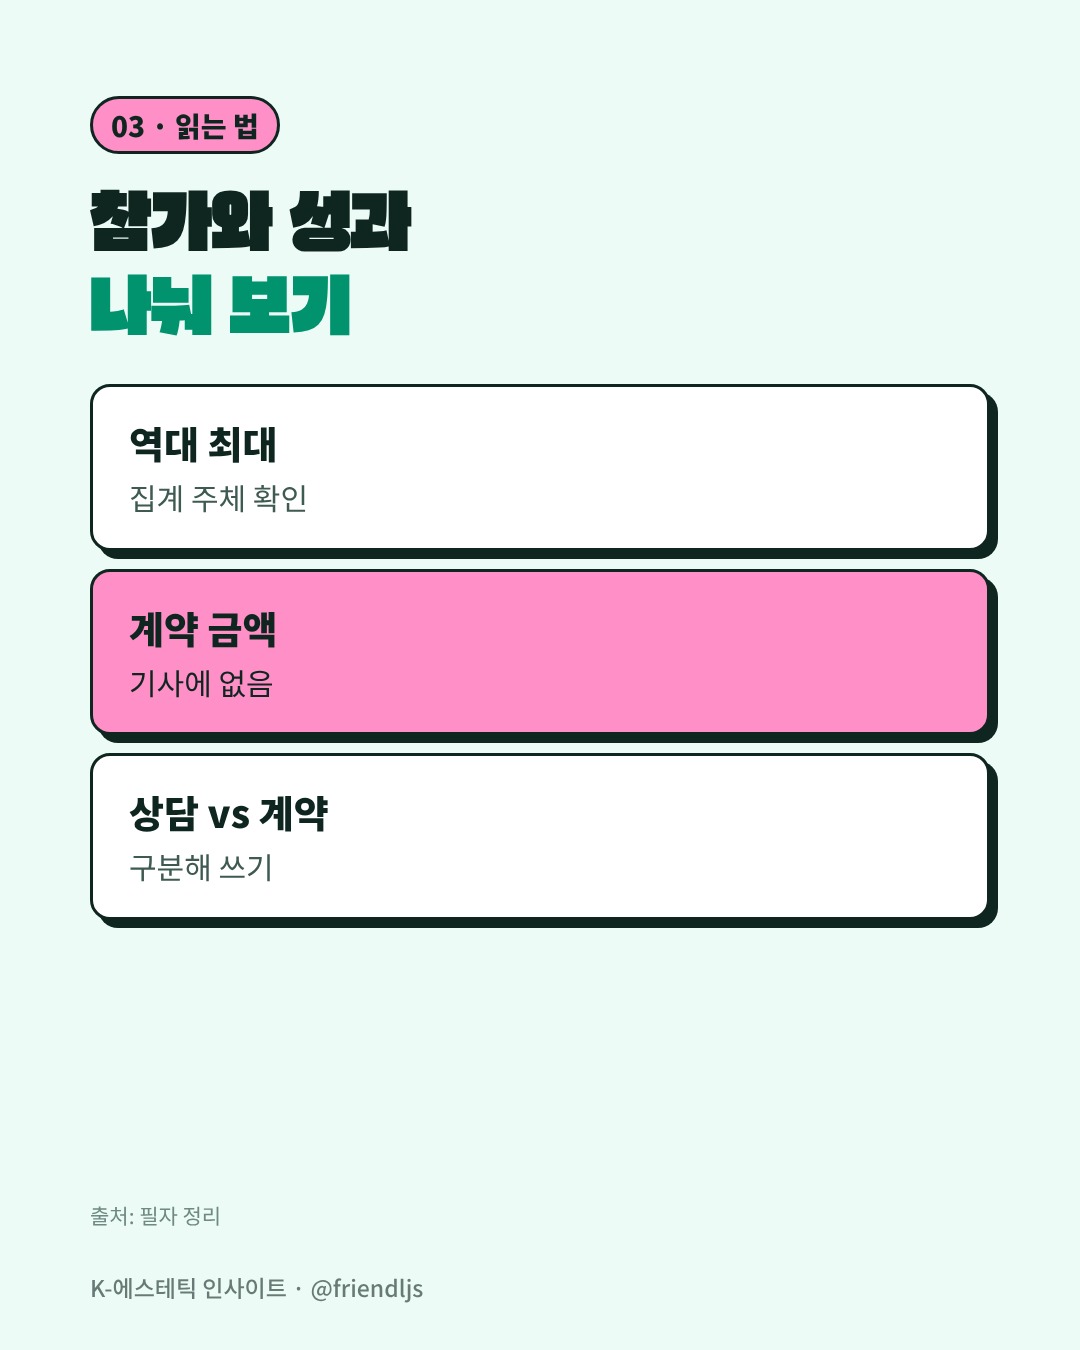 03 · 읽는 법
참가와 성과
나눠 보기
역대 최대
집계 주체 확인
계약 금액
기사에 없음
상담 vs 계약
구분해 쓰기
출처: 필자 정리
K-에스테틱 인사이트 · @friendljs